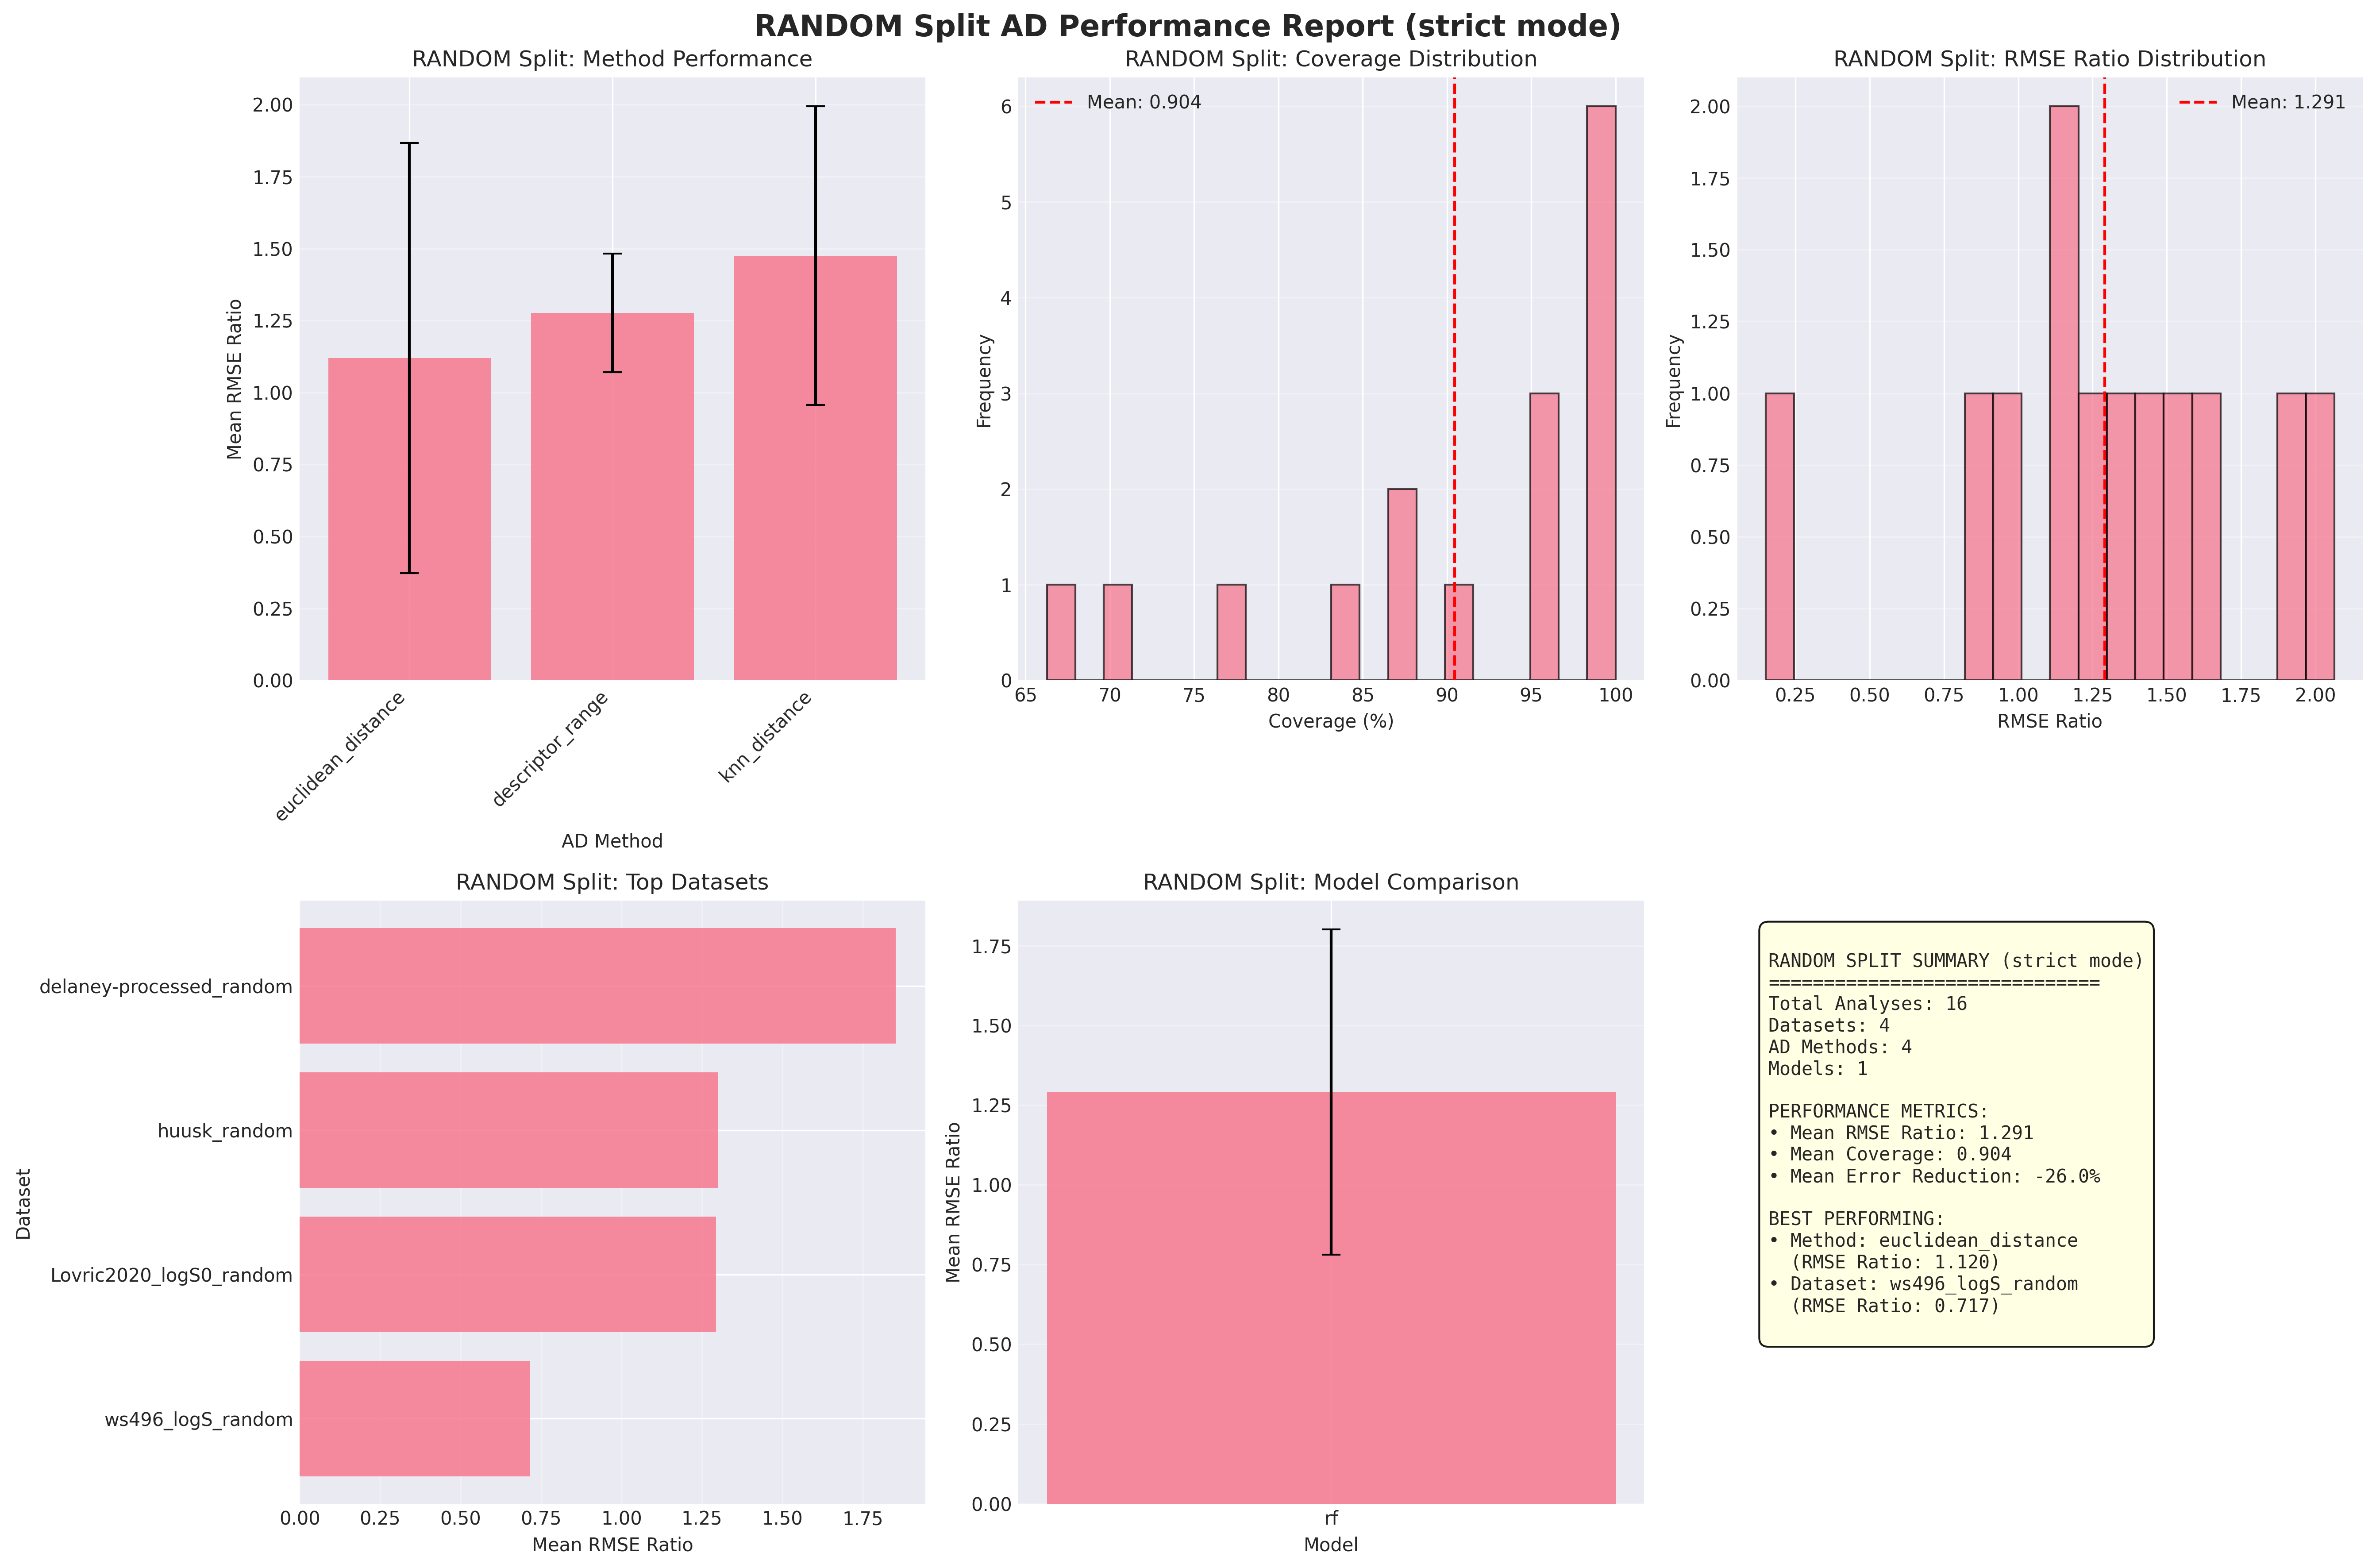 RANDOM Split AD Performance Report (strict mode)
RANDOM Split: Method Performance
Mean RMSE Ratio
2.00
1.75
1.50
1.25
1.00
0.75
0.50
0.25
0.00
euclidean_distance
descriptor_range
knn_distance
AD Method
RANDOM Split: Coverage Distribution
Mean: 0.904
Frequency
6
5
4
3
2
1
0
65 70 75 80 85 90 95 100
Coverage (%)
RANDOM Split: RMSE Ratio Distribution
Mean: 1.291
Frequency
2.00
1.75
1.50
1.25
1.00
0.75
0.50
0.25
0.00
0.25 0.50 0.75 1.00 1.25 1.50 1.75 2.00
RMSE Ratio
RANDOM Split: Top Datasets
Dataset
delaney-processed_random
huusk_random
Lovric2020_logS0_random
ws496_logS_random
0.00 0.25 0.50 0.75 1.00 1.25 1.50 1.75
Mean RMSE Ratio
RANDOM Split: Model Comparison
Mean RMSE Ratio
1.75
1.50
1.25
1.00
0.75
0.50
0.25
0.00
rf
Model
RANDOM SPLIT SUMMARY (strict mode)
==============================
Total Analyses: 16
Datasets: 4
AD Methods: 4
Models: 1
PERFORMANCE METRICS:
• Mean RMSE Ratio: 1.291
• Mean Coverage: 0.904
• Mean Error Reduction: -26.0%
BEST PERFORMING:
• Method: euclidean_distance
(RMSE Ratio: 1.120)
• Dataset: ws496_logS_random
(RMSE Ratio: 0.717)